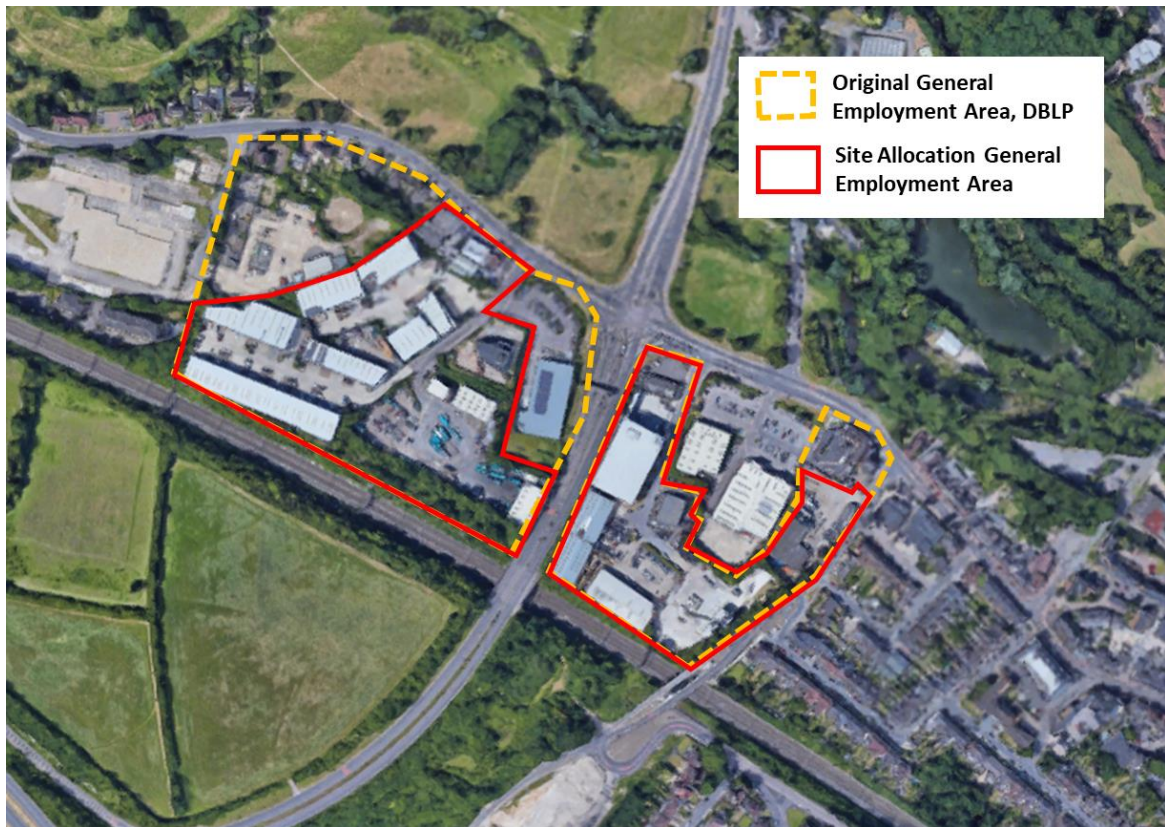 Original General
Employment Area, DBLP
Site Allocation General
Employment Area